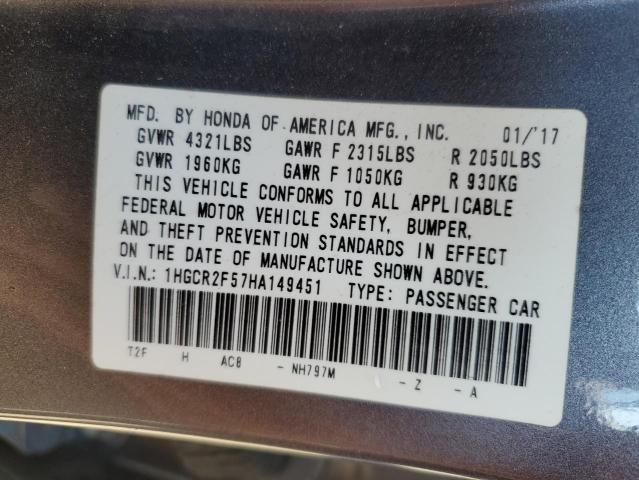 MFD. BY HONDA OF AMERICA MFG., INC. 01/'17
GVWR 4321LBS GAWR F 2315LBS R 2050LBS
GVWR 1960KG GAWR F 1050KG R 930KG
THIS VEHICLE CONFORMS TO ALL APPLICABLE
FEDERAL MOTOR VEHICLE SAFETY, BUMPER,
AND THEFT PREVENTION STANDARDS IN EFFECT
ON THE DATE OF MANUFACTURE SHOWN ABOVE.
V.I.N.: 1HGCR2F57HA149451 TYPE: PASSENGER CAR
T2F H AC8 - NH797M - Z - A